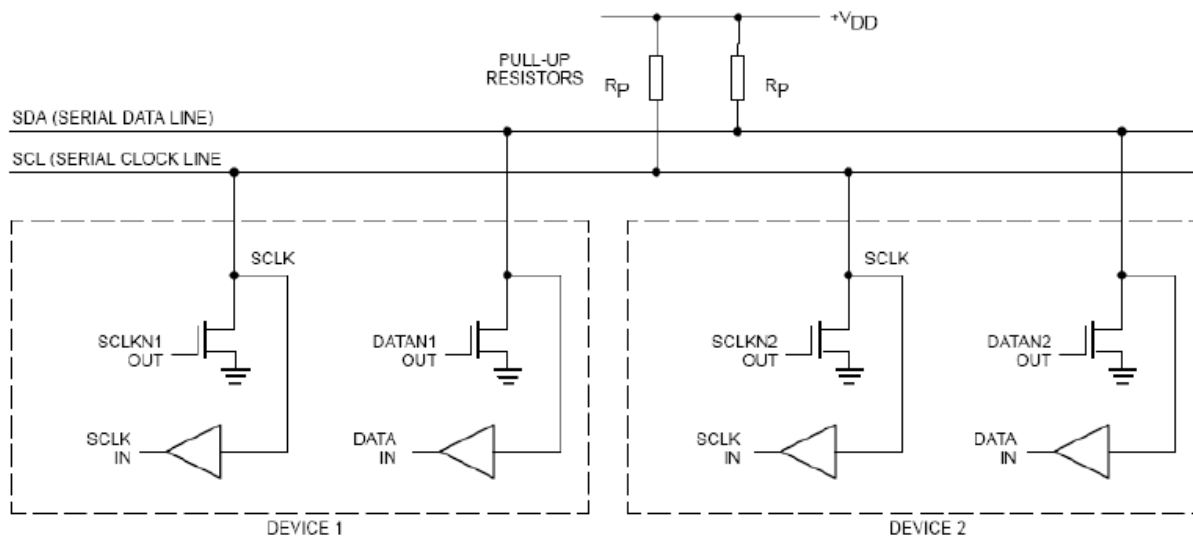 +VDD
PULL-UP
RESISTORS
RP
RP
SDA (SERIAL DATA LINE)
SCL (SERIAL CLOCK LINE
SCLK
SCLK
SCLKN1
OUT
DATAN1
OUT
SCLKN2
OUT
DATAN2
OUT
SCLK
IN
DATA
IN
SCLK
IN
DATA
IN
DEVICE 1
DEVICE 2